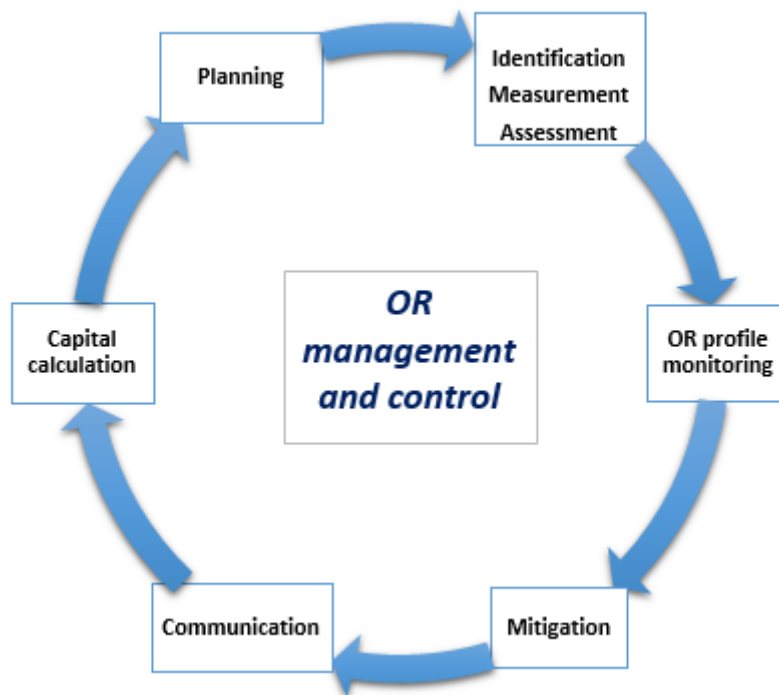 Planning
Identification
Measurement
Assessment
OR profile
monitoring
Mitigation
Communication
Capital
calculation
OR
management
and control